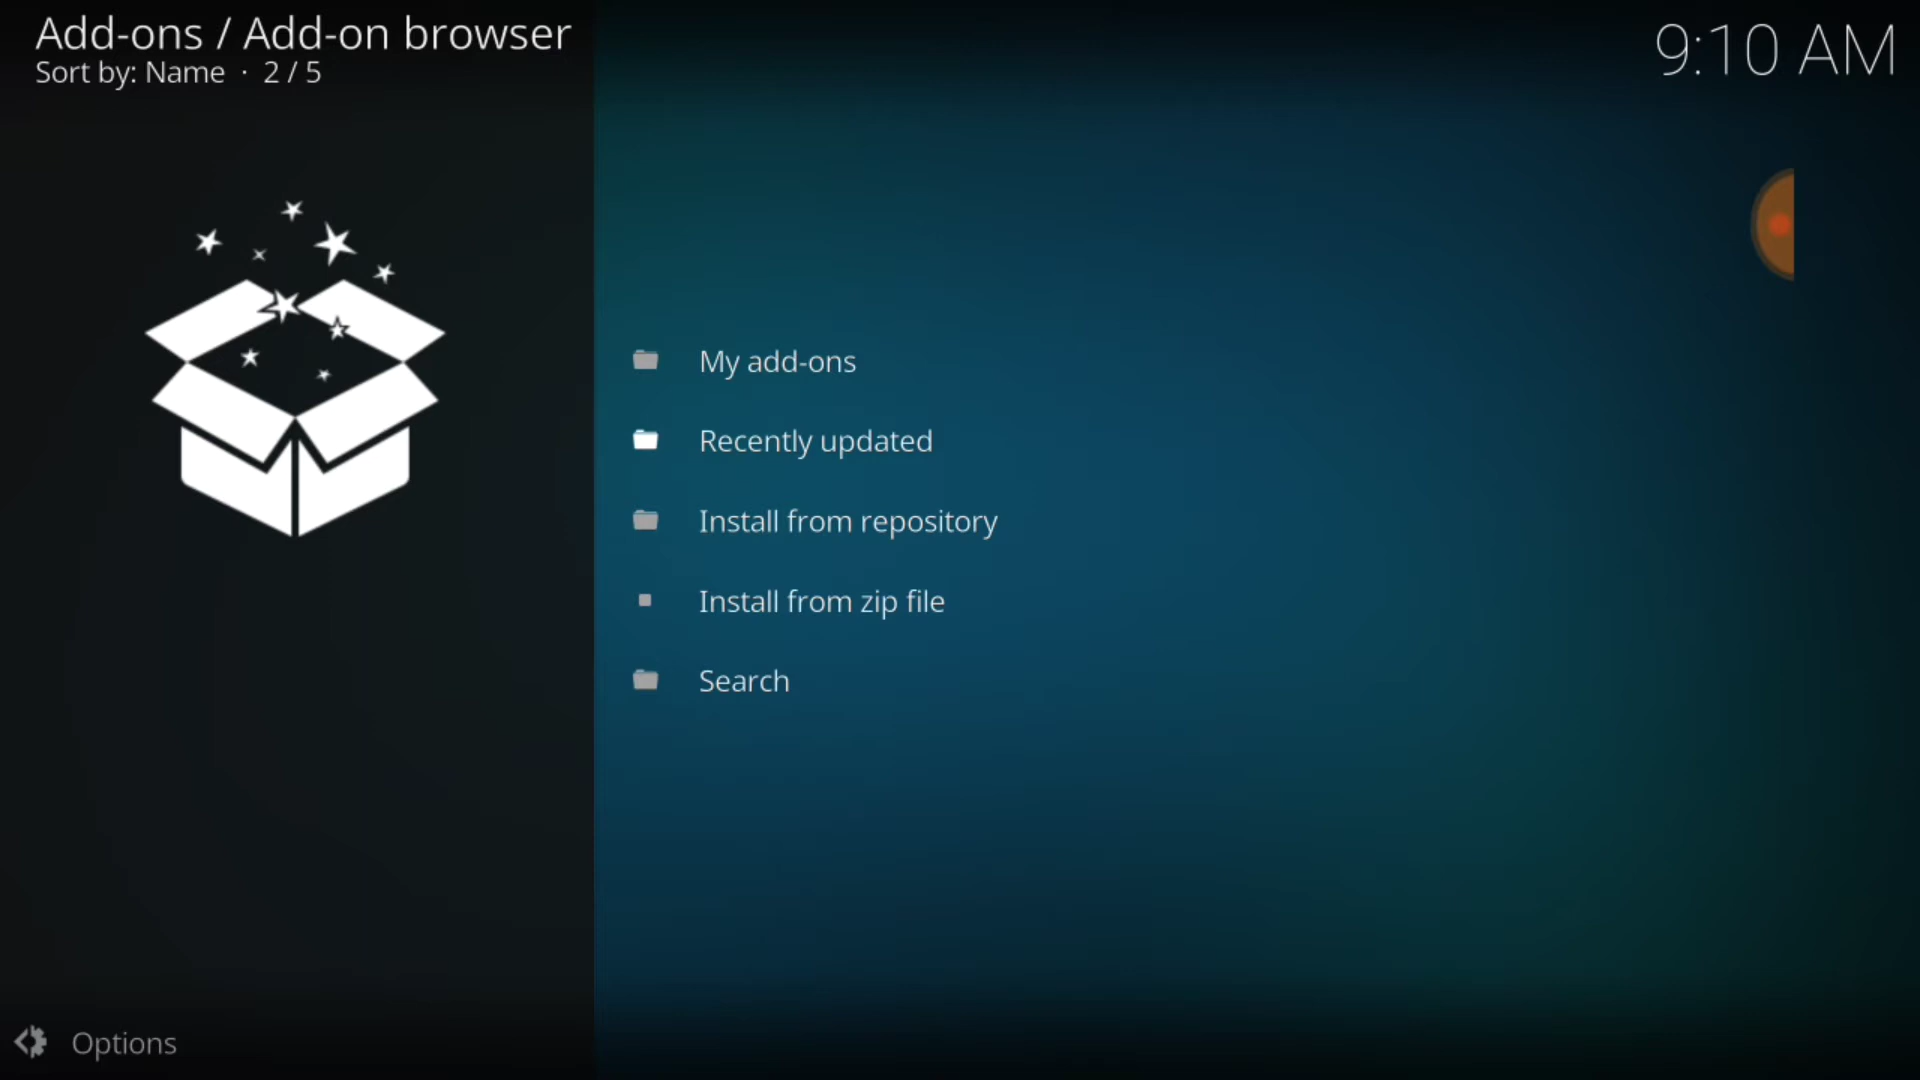 Add-ons / Add-on browser
Sort by: Name · 2 / 5
9:10 AM
My add-ons
Recently updated
Install from repository
Install from zip file
Search
Options